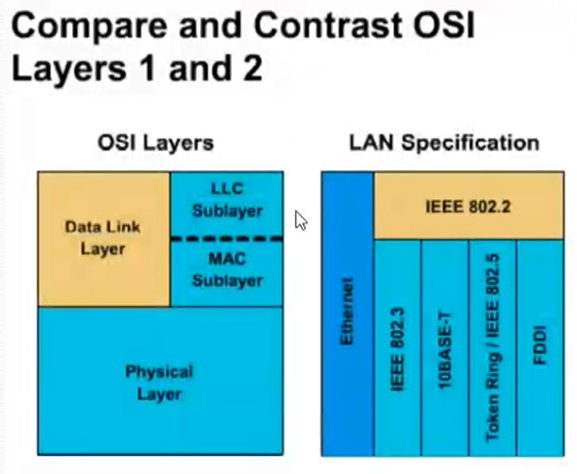 Compare and Contrast OSI
Layers 1 and 2
OSI Layers
LAN Specification
Data Link
Layer
LLC
Sublayer
MAC
Sublayer
Physical
Layer
Ethernet
IEEE 802.2
IEEE 802.3
10BASE-T
Token Ring / IEEE 802.5
FDDI